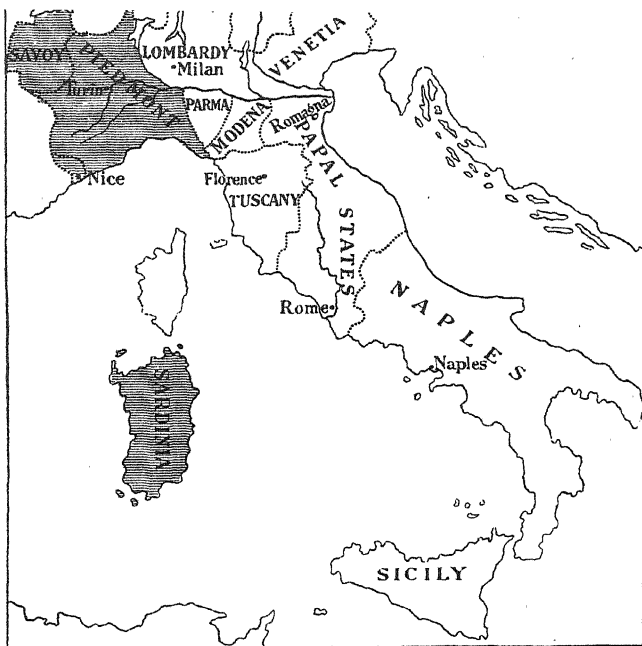 SAVOY
PIEDMONT
Turin
LOMBARDY
Milan
VENETIA
PARMA
MODENA
Romagna
PAPAL STATES
Nice
Florence
TUSCANY
Rome
NAPLES
Naples
SARDINIA
SICILY